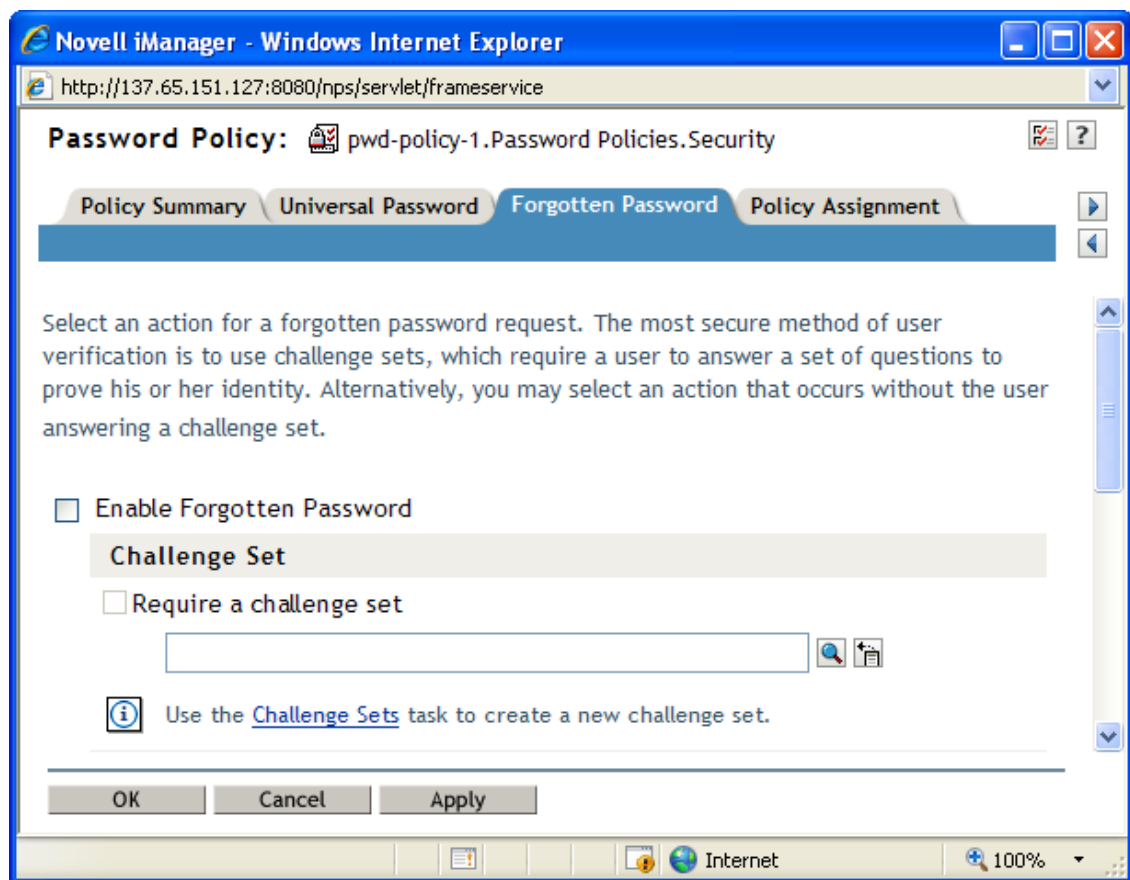 Novell iManager - Windows Internet Explorer
http://137.65.151.127:8080/nps/servlet/frameservice
Password Policy: pwd-policy-1.Password Policies.Security
?
Policy Summary Universal Password Forgotten Password Policy Assignment
Select an action for a forgotten password request. The most secure method of user
verification is to use challenge sets, which require a user to answer a set of questions to
prove his or her identity. Alternatively, you may select an action that occurs without the user
answering a challenge set.
Enable Forgotten Password
Challenge Set
Require a challenge set
Use the Challenge Sets task to create a new challenge set.
OK Cancel Apply
Internet 100%